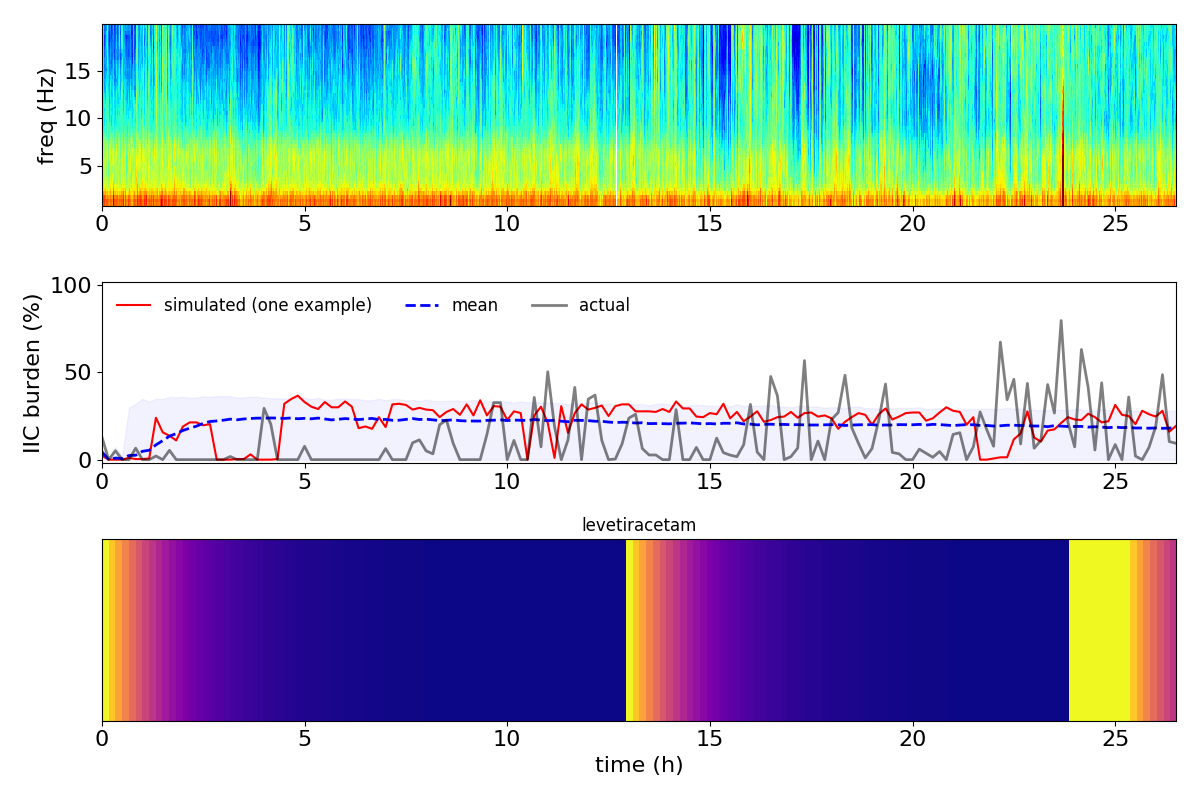 freq (Hz)
15
10
5
0 5 10 15 20 25
IIC burden (%)
100
50
0
simulated (one example) mean actual
0 5 10 15 20 25
levetiracetam
0 5 10 15 20 25
time (h)